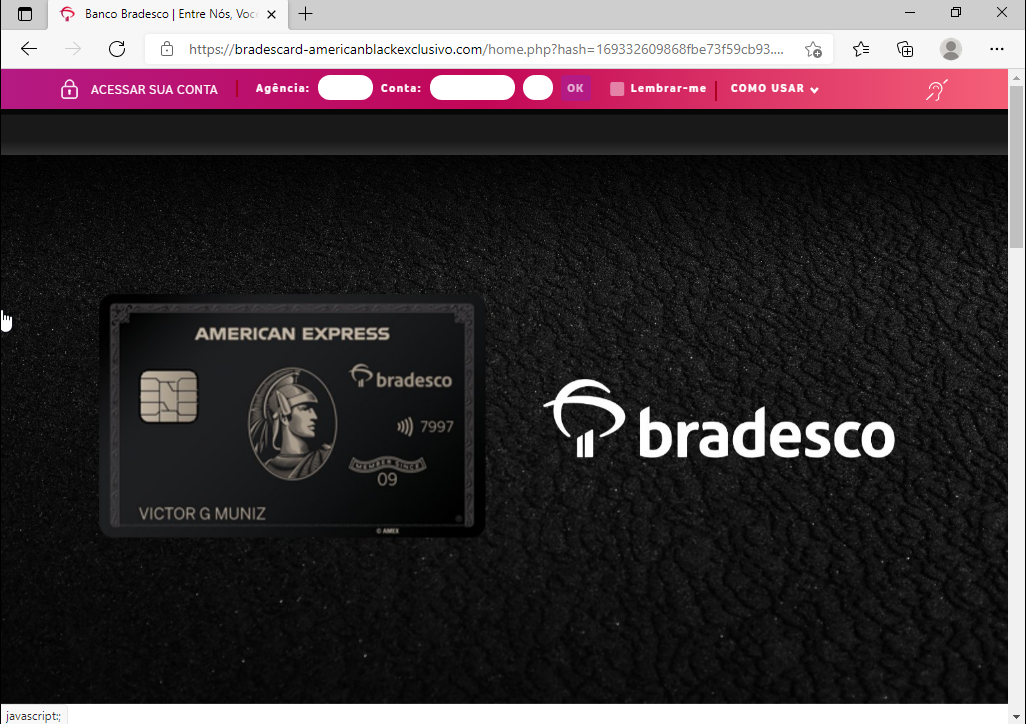 Banco Bradesco | Entre Nós, Voc
https://bradescard-americanblackexclusivo.com/home.php?hash=169332609868fbe73f59cb93....
ACESSAR SUA CONTA Agência: Conta: OK Lembrar-me COMO USAR
AMERICAN EXPRESS
bradesco
7997
MEMBER SINCE
09
VICTOR G MUNIZ
© AMEX
bradesco
javascript:;